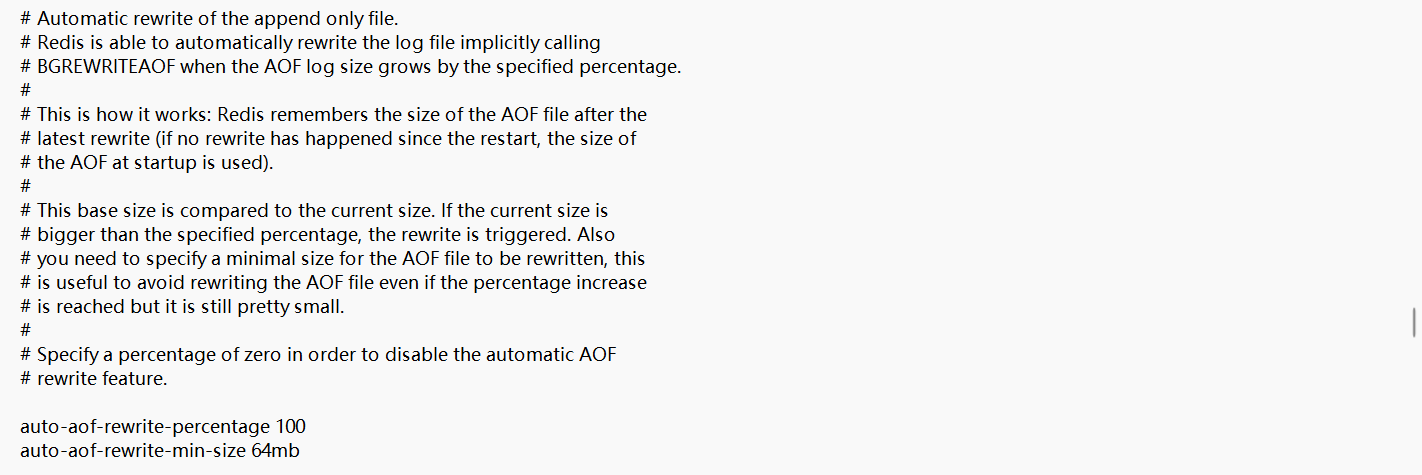 # Automatic rewrite of the append only file.
# Redis is able to automatically rewrite the log file implicitly calling
# BGREWRITEAOF when the AOF log size grows by the specified percentage.
#
# This is how it works: Redis remembers the size of the AOF file after the
# latest rewrite (if no rewrite has happened since the restart, the size of
# the AOF at startup is used).
#
# This base size is compared to the current size. If the current size is
# bigger than the specified percentage, the rewrite is triggered. Also
# you need to specify a minimal size for the AOF file to be rewritten, this
# is useful to avoid rewriting the AOF file even if the percentage increase
# is reached but it is still pretty small.
#
# Specify a percentage of zero in order to disable the automatic AOF
# rewrite feature.

auto-aof-rewrite-percentage 100
auto-aof-rewrite-min-size 64mb